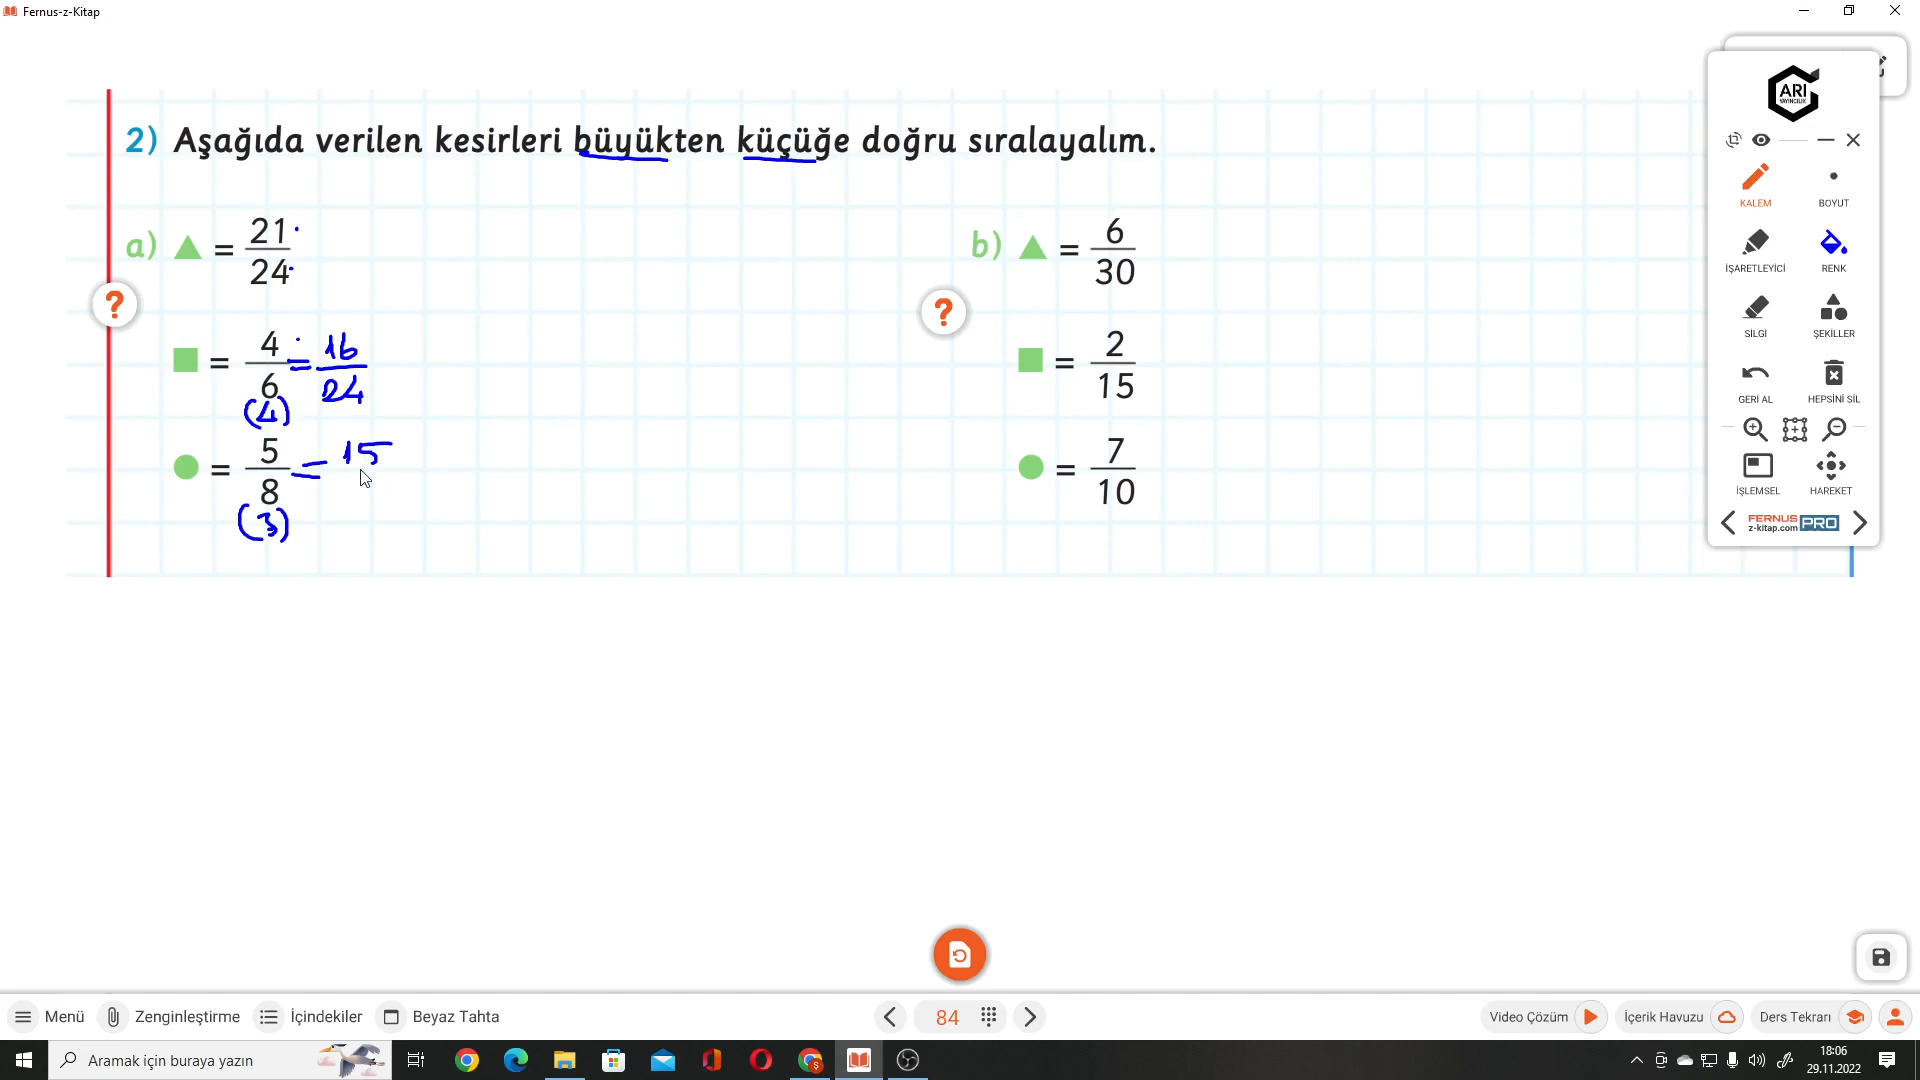 Fernus-z-Kitap
2) Aşağıda verilen kesirleri büyükten küçüğe doğru sıralayalım.
a) ▲ = 21/24
■ = 4/6 = 16/24
(4)
● = 5/8 = 15
(3)
b) ▲ = 6/30
■ = 2/15
● = 7/10
?
?
ARI
YAYINCILIK
KALEM
BOYUT
İŞARETLEYİCİ
RENK
SİLGİ
ŞEKİLLER
GERİ AL
HEPSİNİ SİL
İŞLEMSEL
HAREKET
FERNUS
z-kitap.com PRO
Menü
Zenginleştirme
İçindekiler
Beyaz Tahta
84
Video Çözüm
İçerik Havuzu
Ders Tekrarı
Aramak için buraya yazın
18:06
29.11.2022